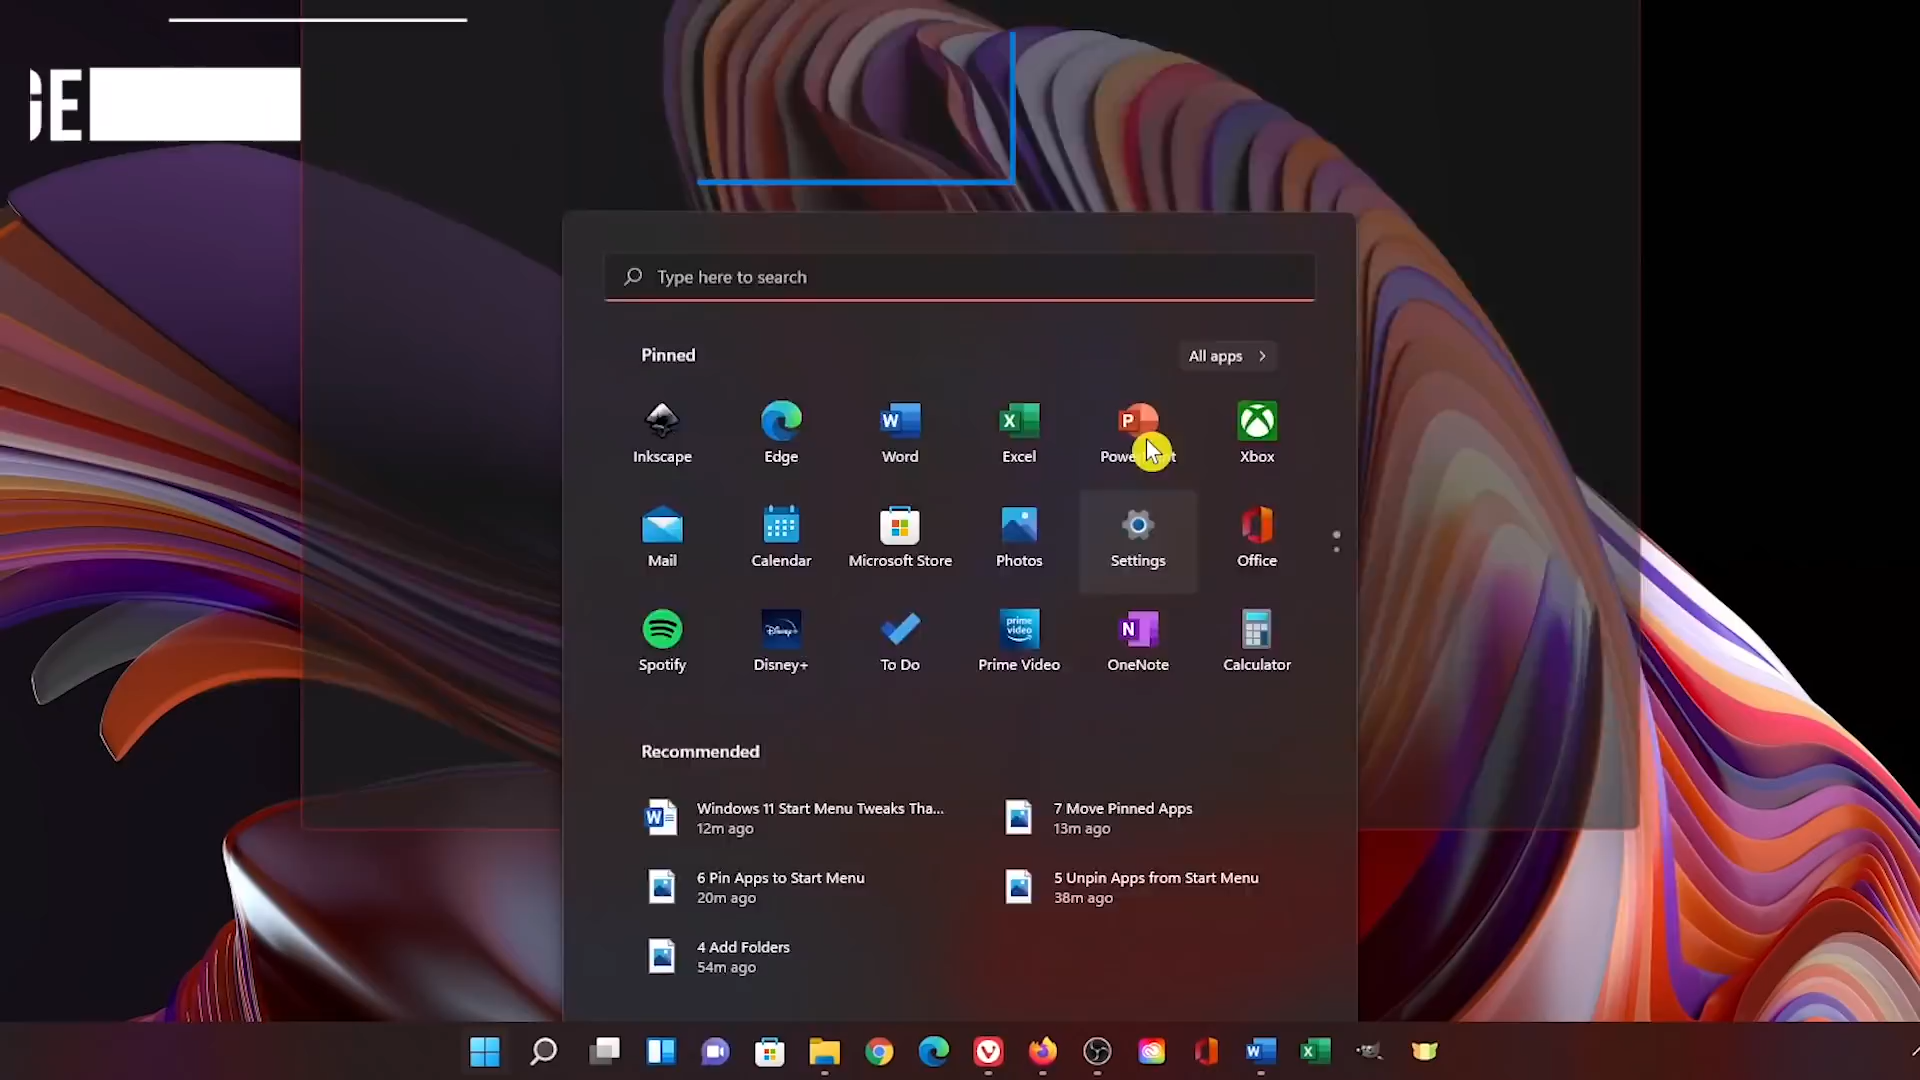 GE
Type here to search
Pinned
All apps
Inkscape Edge Word Excel Xbox
Mail Calendar Microsoft Store Photos Settings Office
Spotify Disney+ To Do Prime Video OneNote Calculator
Recommended
Windows 11 Start Menu Tweaks Tha...
12m ago
7 Move Pinned Apps
13m ago
6 Pin Apps to Start Menu
20m ago
5 Unpin Apps from Start Menu
38m ago
4 Add Folders
54m ago